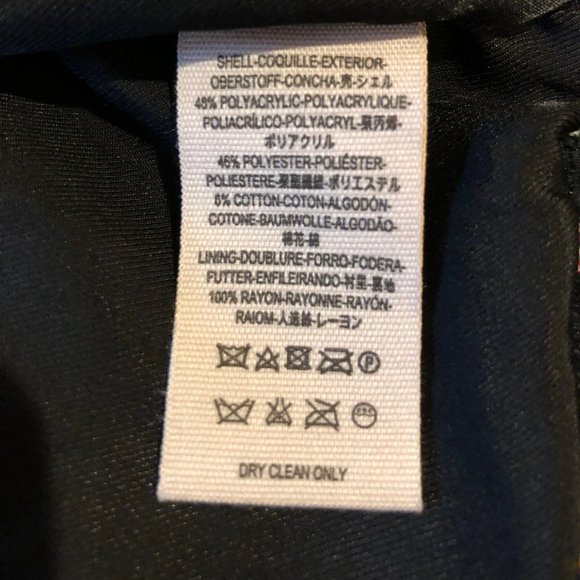 SHELL-COQUILLE-EXTERIOR-
OBERSTOFF-CONCHA-売-シェル
48% POLYACRYLIC-POLYACRYLIQUE-
POLIACRÍLICO-POLYACRYL-聚丙烯-
ポリアクリル
46% POLYESTER-POLIÉSTER-
POLIESTERE-聚酯纖維-ポリエステル
6% COTTON-COTON-ALGODÓN-
COTONE-BAUMWOLLE-ALGODÃO-
棉花-綿
LINING-DOUBLURE-FORRO-FODERA-
FUTTER-ENFILEIRANDO-衬里-裏地
100% RAYON-RAYONNE-RAYÓN-
RAIOM-人造絲-レーヨン
P
DRY CLEAN ONLY